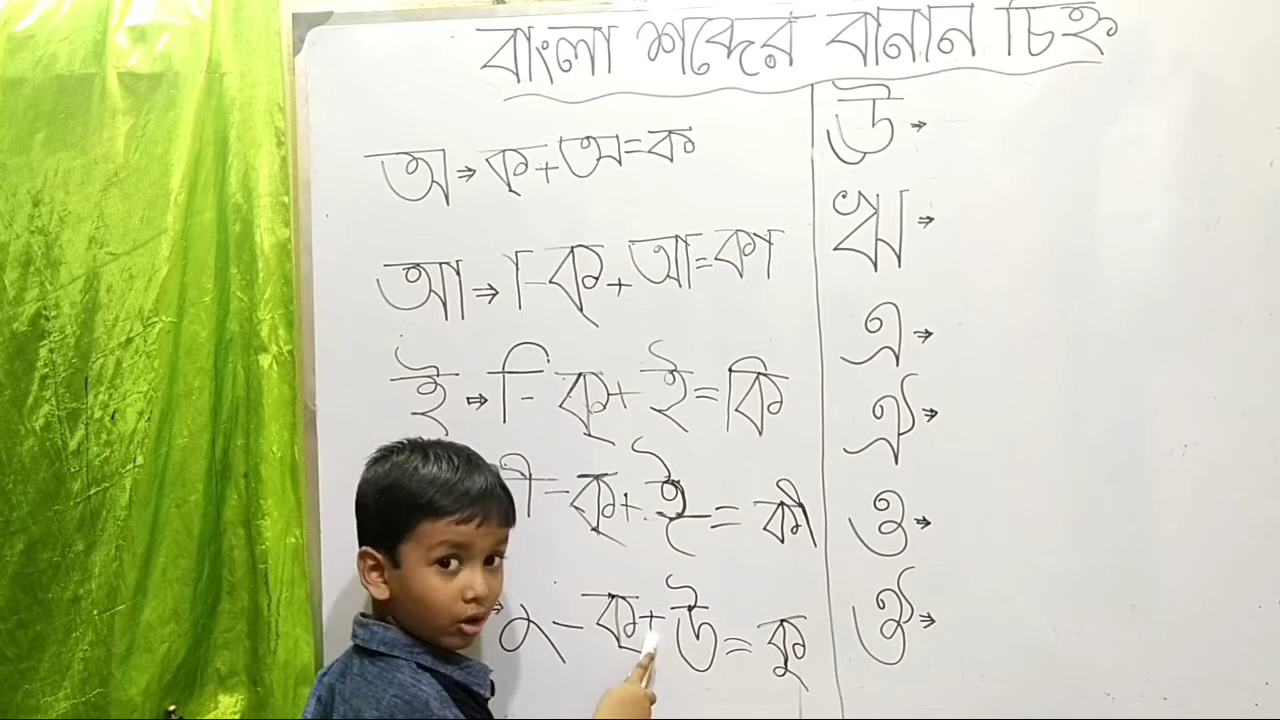 বাংলা শব্দের বানান চিহ্ন
অ ⇒ ক্ + অ = ক
আ ⇒ া - ক্ + আ = কা
ই ⇒ ি - ক্ + ই = কি
ী - ক্ + ঈ = কী
ু - ক্ + উ = কু
ঊ ⇒
ঋ ⇒
এ ⇒
ঐ ⇒
ও ⇒
ঔ ⇒